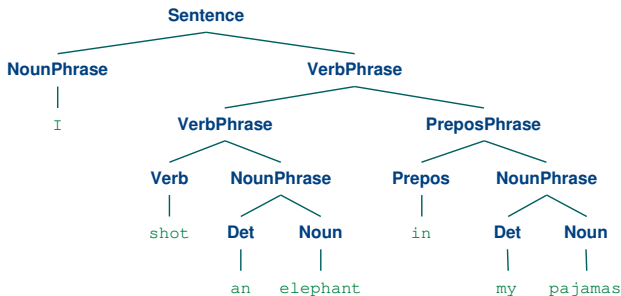 Sentence
NounPhrase VerbPhrase
I VerbPhrase PreposPhrase
Verb NounPhrase Prepos NounPhrase
shot Det Noun in Det Noun
an elephant my pajamas